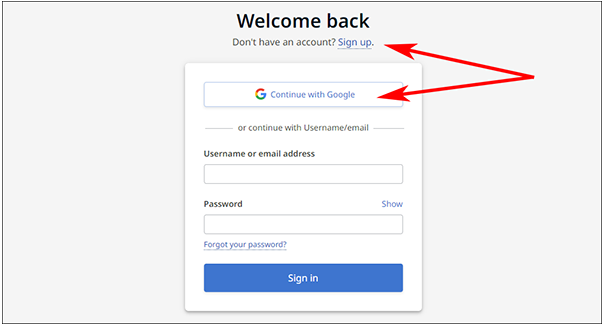 Welcome back
Don't have an account? Sign up.
Continue with Google
or continue with Username/email
Username or email address
Password Show
Forgot your password?
Sign in